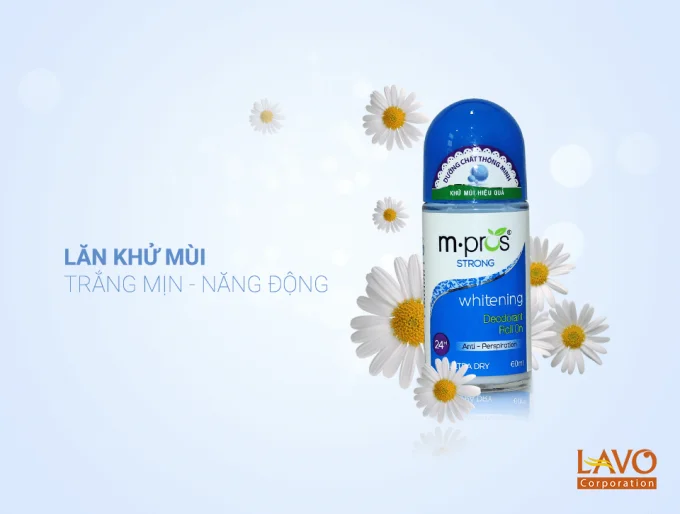 LĂN KHỬ MÙI
TRẮNG MỊN - NĂNG ĐỘNG
DƯỠNG CHẤT THÔNG MINH
KHỬ MÙI HIỆU QUẢ
m·pros®
STRONG
whitening
Deodorant
Roll On
24H
Anti - Perspiration
60ml
LAVO
Corporation